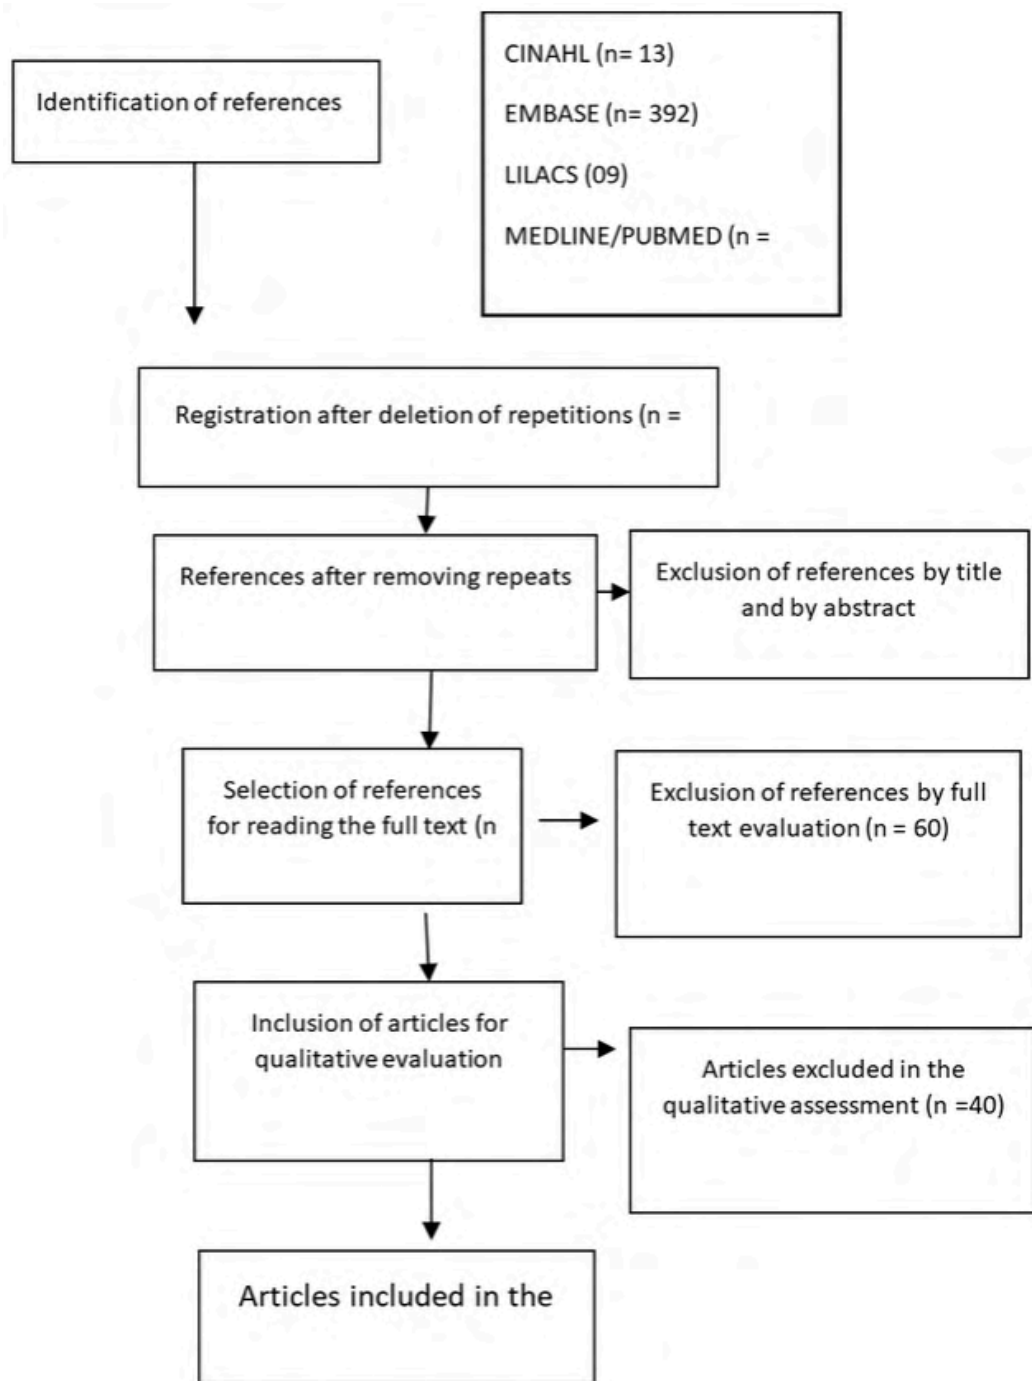 Identification of references
CINAHL (n= 13)
EMBASE (n= 392)
LILACS (09)
MEDLINE/PUBMED (n =
Registration after deletion of repetitions (n =
References after removing repeats
Exclusion of references by title
and by abstract
Selection of references
for reading the full text (n
Exclusion of references by full
text evaluation (n = 60)
Inclusion of articles for
qualitative evaluation
Articles excluded in the
qualitative assessment (n =40)
Articles included in the